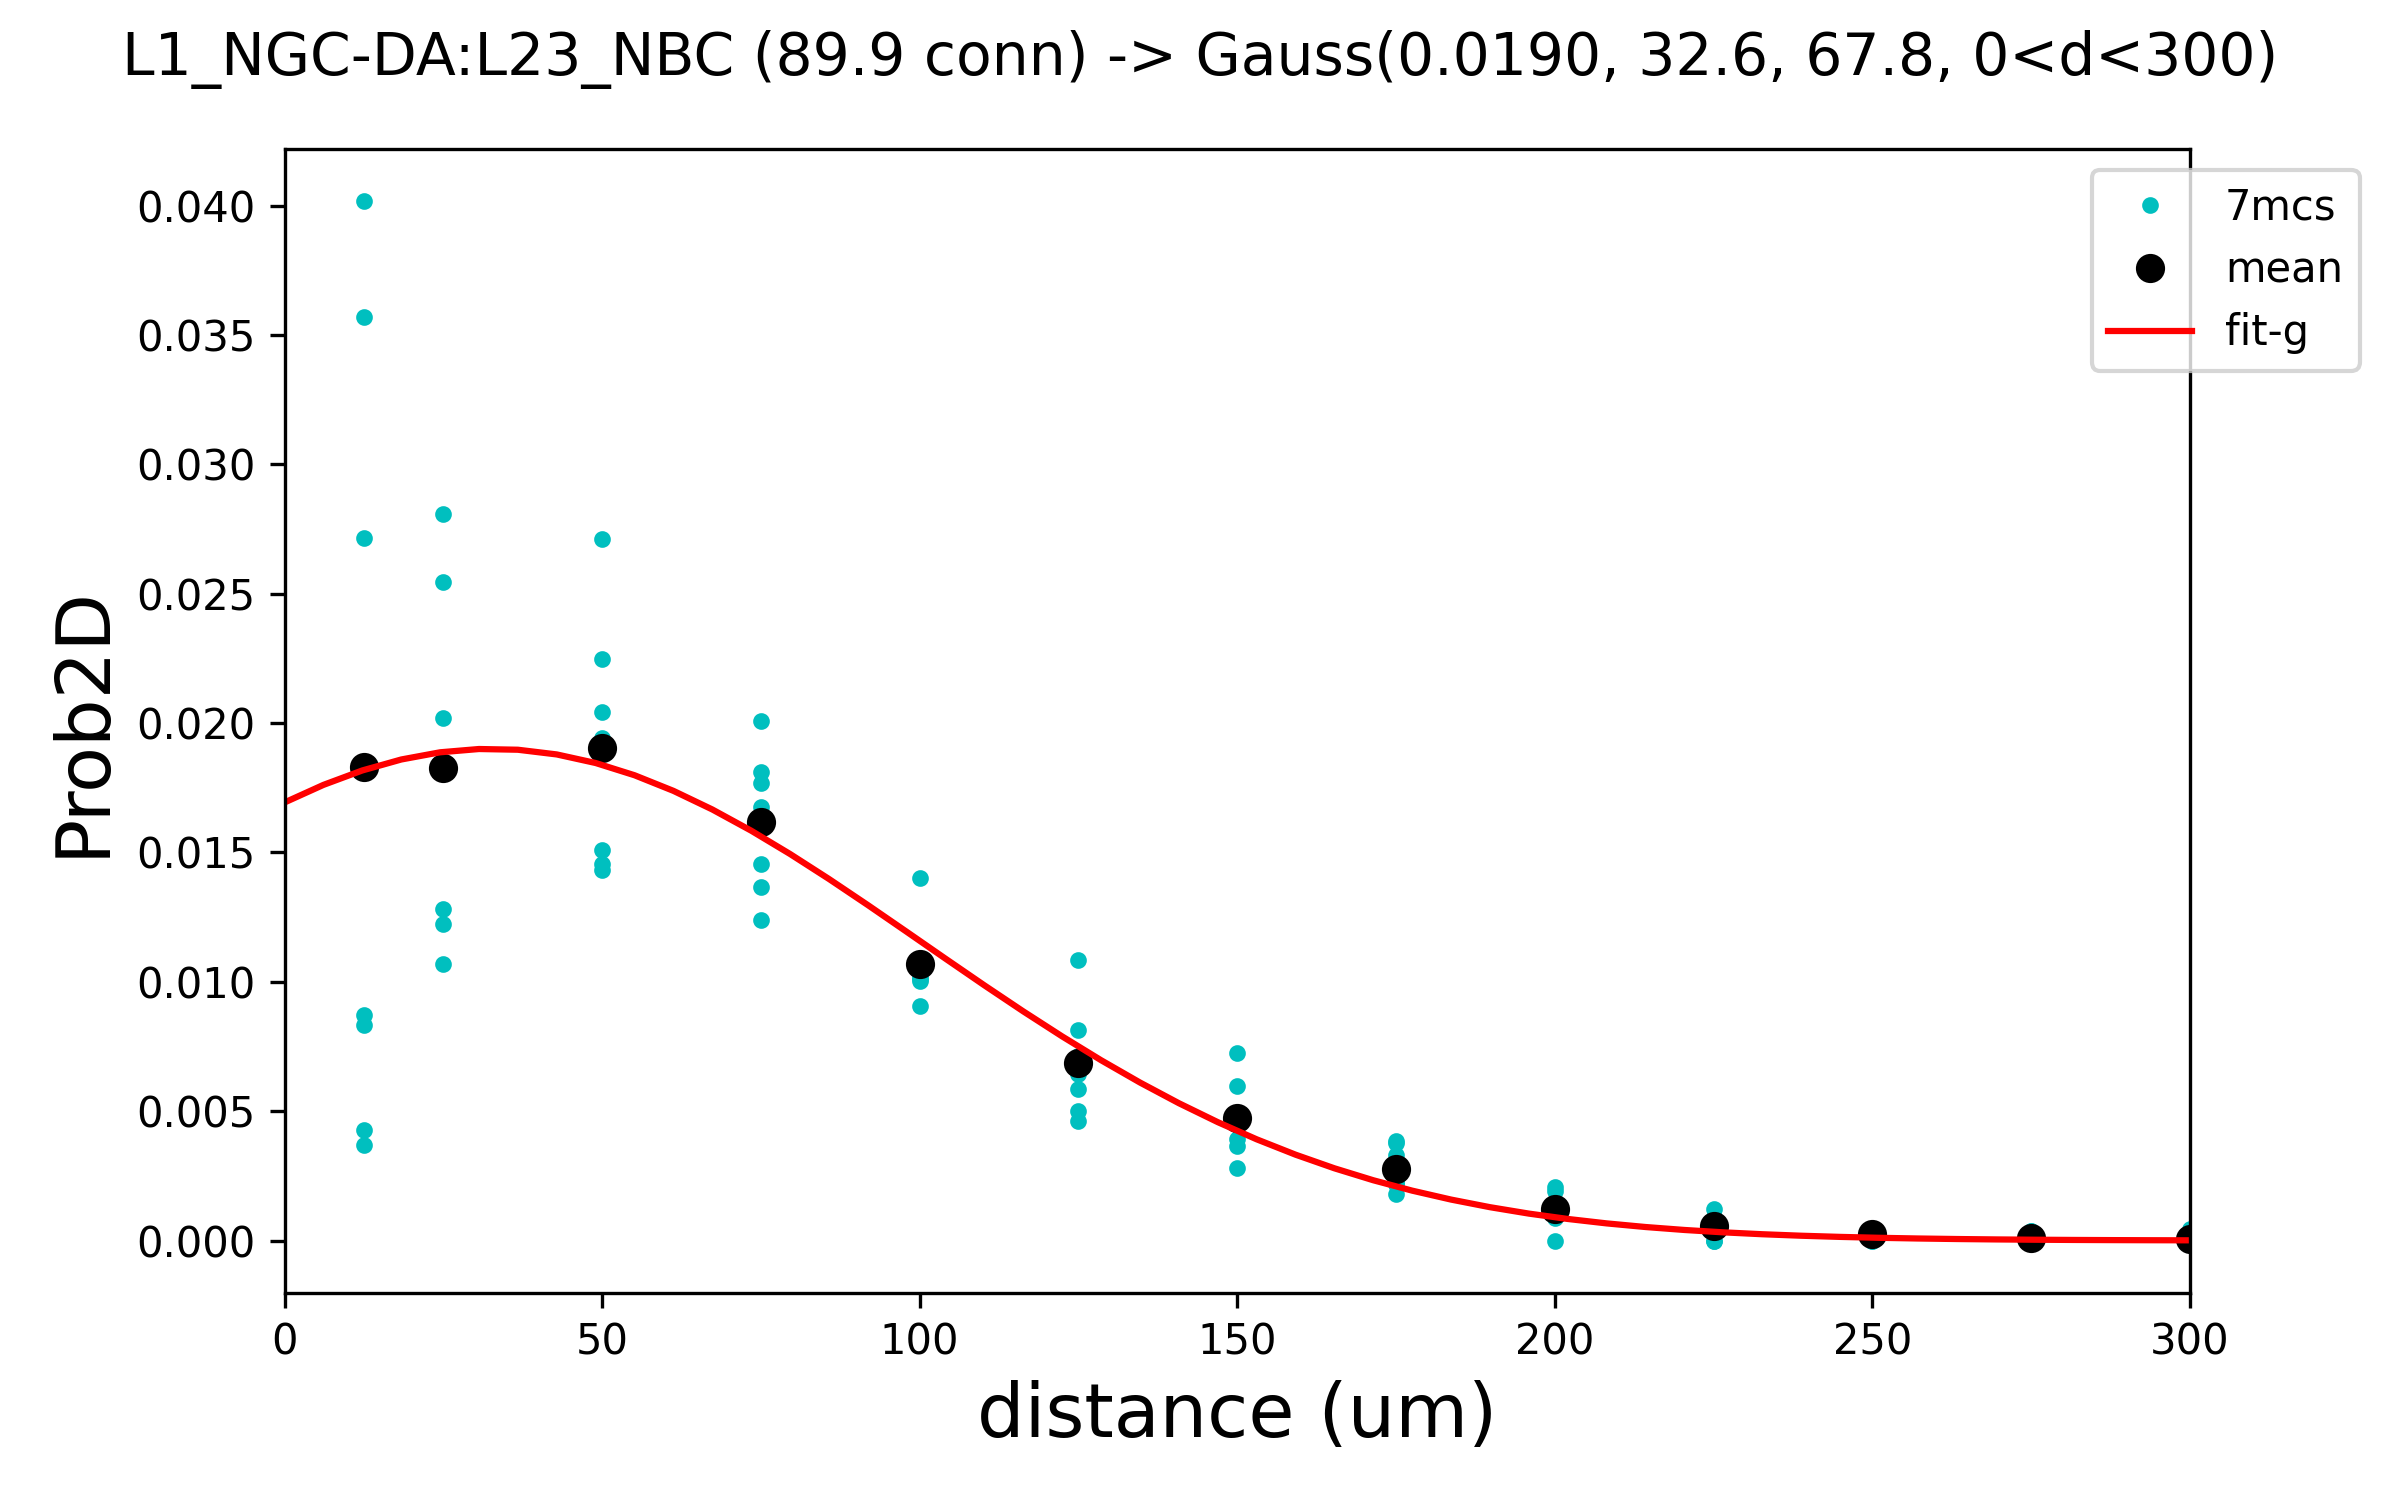 L1_NGC-DA:L23_NBC (89.9 conn) -> Gauss(0.0190, 32.6, 67.8, 0<d<300)
7mcs
mean
fit-g
Prob2D
0.040
0.035
0.030
0.025
0.020
0.015
0.010
0.005
0.000
0 50 100 150 200 250 300
distance (um)